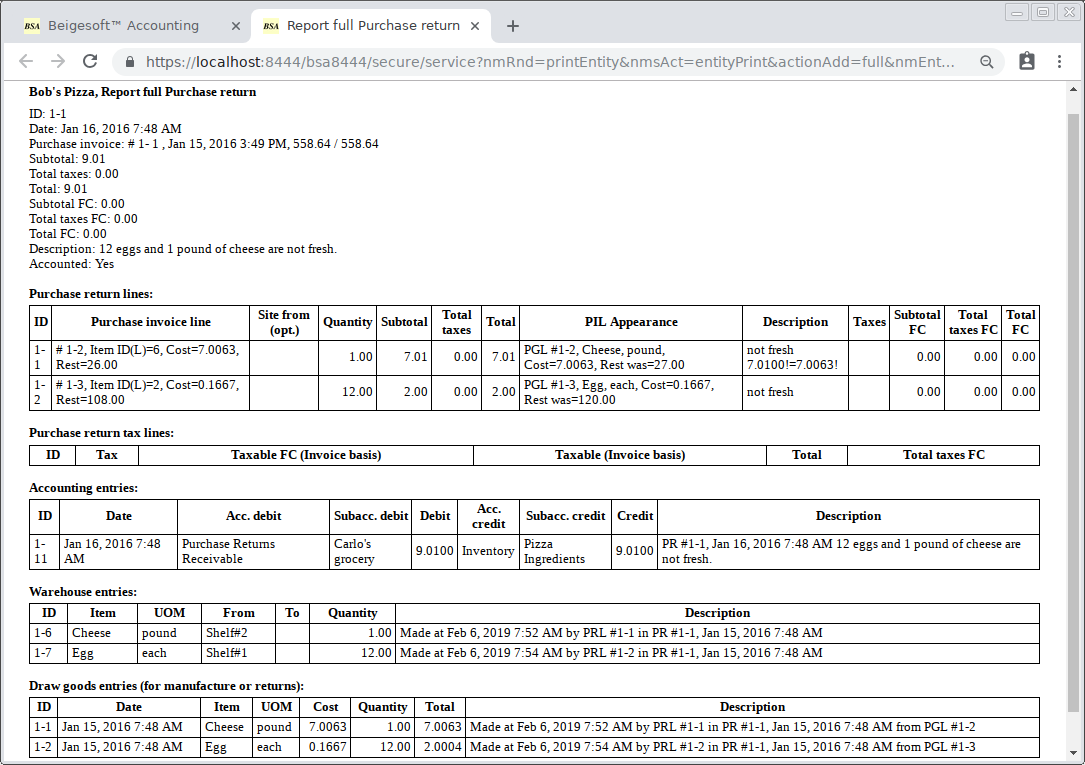 BSA Beigesoft™ Accounting
BSA Report full Purchase return
https://localhost:8444/bsa8444/secure/service?nmRnd=printEntity&nmsAct=entityPrint&actionAdd=full&nmEnt...
Bob's Pizza, Report full Purchase return
ID: 1-1
Date: Jan 16, 2016 7:48 AM
Purchase invoice: # 1- 1 , Jan 15, 2016 3:49 PM, 558.64 / 558.64
Subtotal: 9.01
Total taxes: 0.00
Total: 9.01
Subtotal FC: 0.00
Total taxes FC: 0.00
Total FC: 0.00
Description: 12 eggs and 1 pound of cheese are not fresh.
Accounted: Yes
Purchase return lines:
ID Purchase invoice line Site from (opt.) Quantity Subtotal Total taxes Total PIL Appearance Description Taxes Subtotal FC Total taxes FC Total FC
1-1 # 1-2, Item ID(L)=6, Cost=7.0063, Rest=26.00 1.00 7.01 0.00 7.01 PGL #1-2, Cheese, pound, Cost=7.0063, Rest was=27.00 not fresh 7.0100!=7.0063! 0.00 0.00 0.00
1-2 # 1-3, Item ID(L)=2, Cost=0.1667, Rest=108.00 12.00 2.00 0.00 2.00 PGL #1-3, Egg, each, Cost=0.1667, Rest was=120.00 not fresh 0.00 0.00 0.00
Purchase return tax lines:
ID Tax Taxable FC (Invoice basis) Taxable (Invoice basis) Total Total taxes FC
Accounting entries:
ID Date Acc. debit Subacc. debit Debit Acc. credit Subacc. credit Credit Description
1-11 Jan 16, 2016 7:48 AM Purchase Returns Receivable Carlo's grocery 9.0100 Inventory Pizza Ingredients 9.0100 PR #1-1, Jan 16, 2016 7:48 AM 12 eggs and 1 pound of cheese are not fresh.
Warehouse entries:
ID Item UOM From To Quantity Description
1-6 Cheese pound Shelf#2 1.00 Made at Feb 6, 2019 7:52 AM by PRL #1-1 in PR #1-1, Jan 15, 2016 7:48 AM
1-7 Egg each Shelf#1 12.00 Made at Feb 6, 2019 7:54 AM by PRL #1-2 in PR #1-1, Jan 15, 2016 7:48 AM
Draw goods entries (for manufacture or returns):
ID Date Item UOM Cost Quantity Total Description
1-1 Jan 15, 2016 7:48 AM Cheese pound 7.0063 1.00 7.0063 Made at Feb 6, 2019 7:52 AM by PRL #1-1 in PR #1-1, Jan 15, 2016 7:48 AM from PGL #1-2
1-2 Jan 15, 2016 7:48 AM Egg each 0.1667 12.00 2.0004 Made at Feb 6, 2019 7:54 AM by PRL #1-2 in PR #1-1, Jan 15, 2016 7:48 AM from PGL #1-3